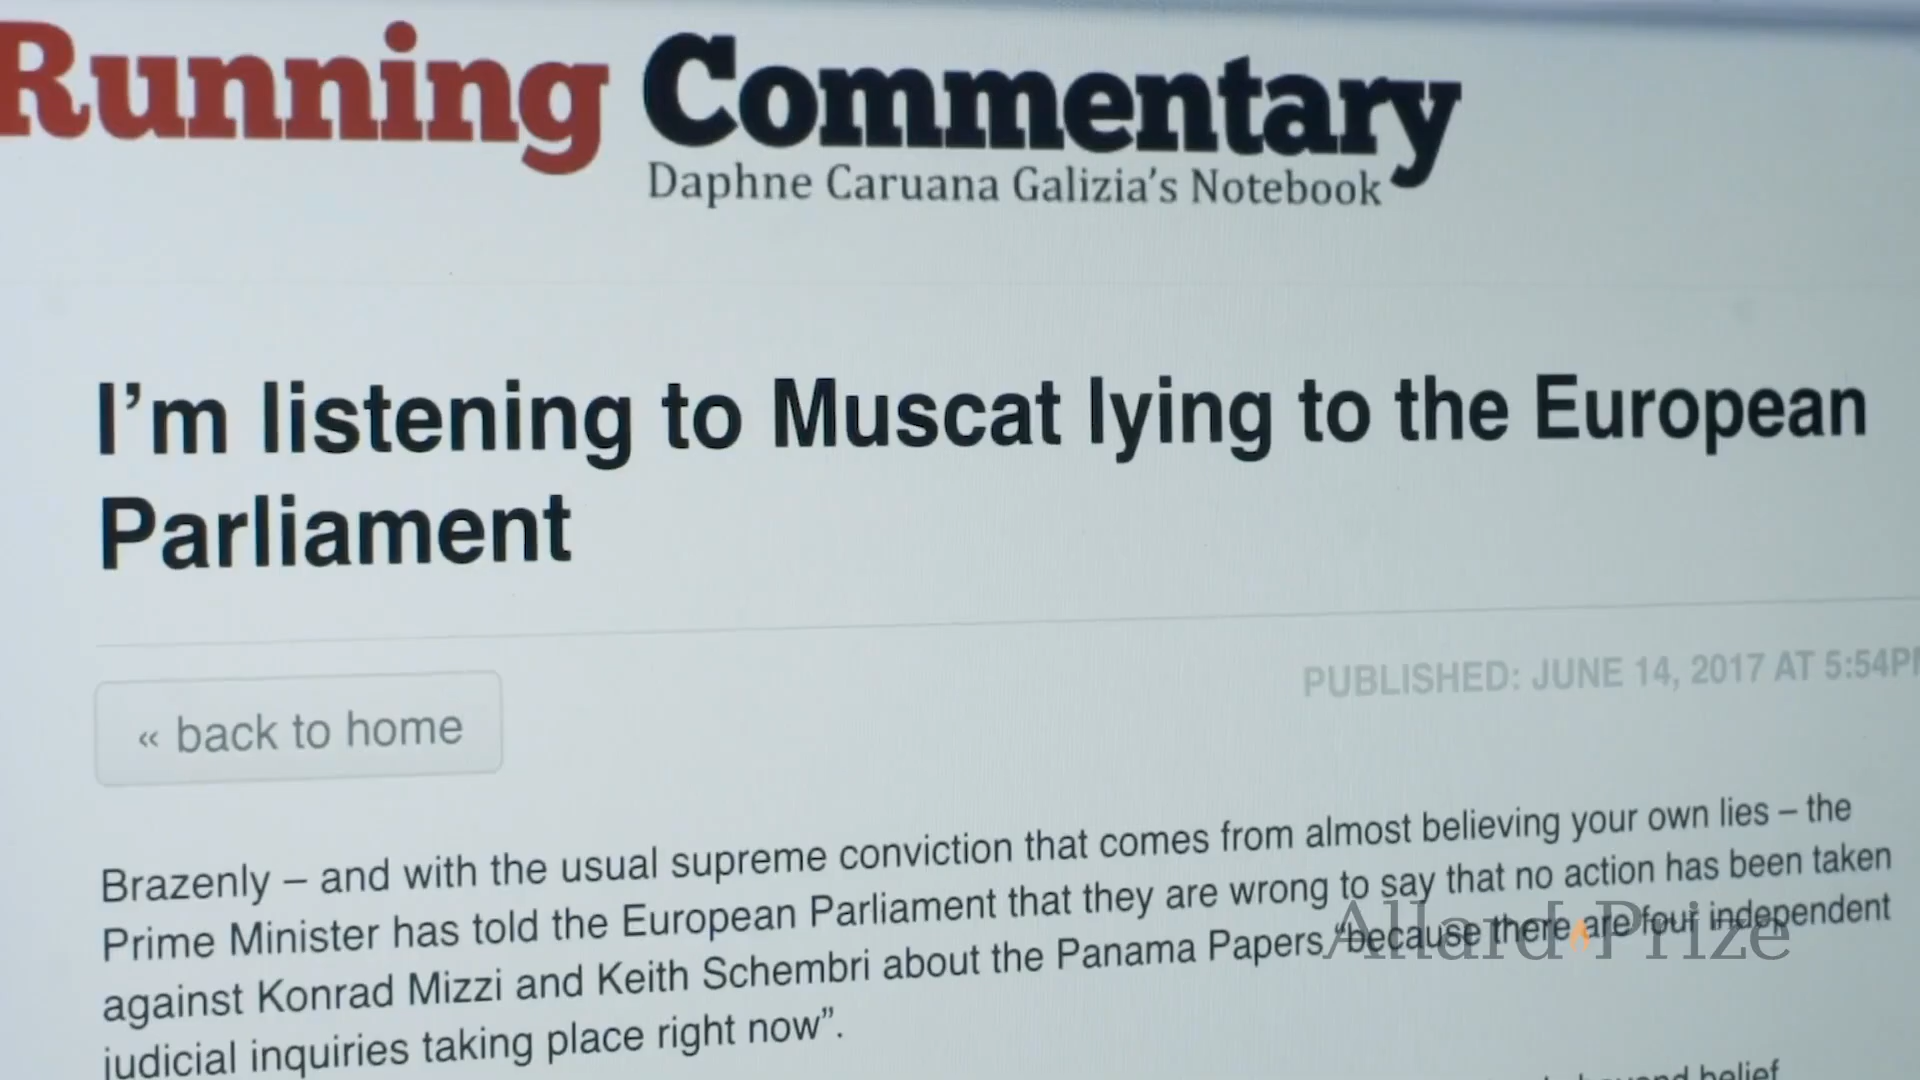 Running Commentary
Daphne Caruana Galizia’s Notebook
I’m listening to Muscat lying to the European
Parliament
PUBLISHED: JUNE 14, 2017 AT 5:54P
« back to home
Brazenly – and with the usual supreme conviction that comes from almost believing your own lies – the
Prime Minister has told the European Parliament that they are wrong to say that no action has been taken
against Konrad Mizzi and Keith Schembri about the Panama Papers “because there are four independent
judicial inquiries taking place right now”.
Allard Prize
beyond belief